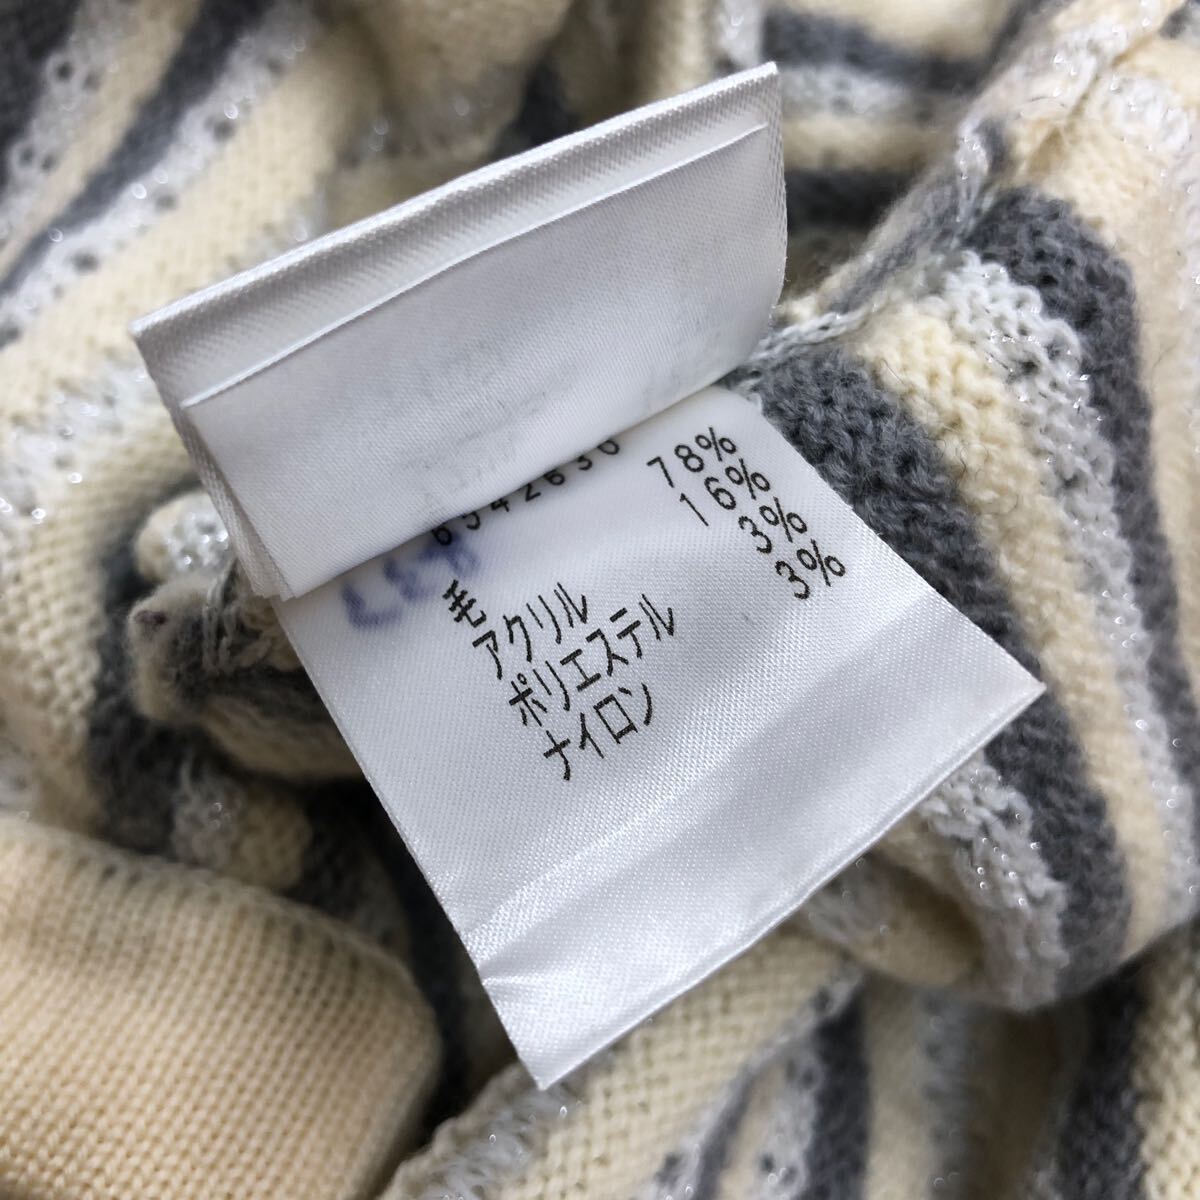 6542636
毛 78%
アクリル 16%
ポリエステル 3%
ナイロン 3%